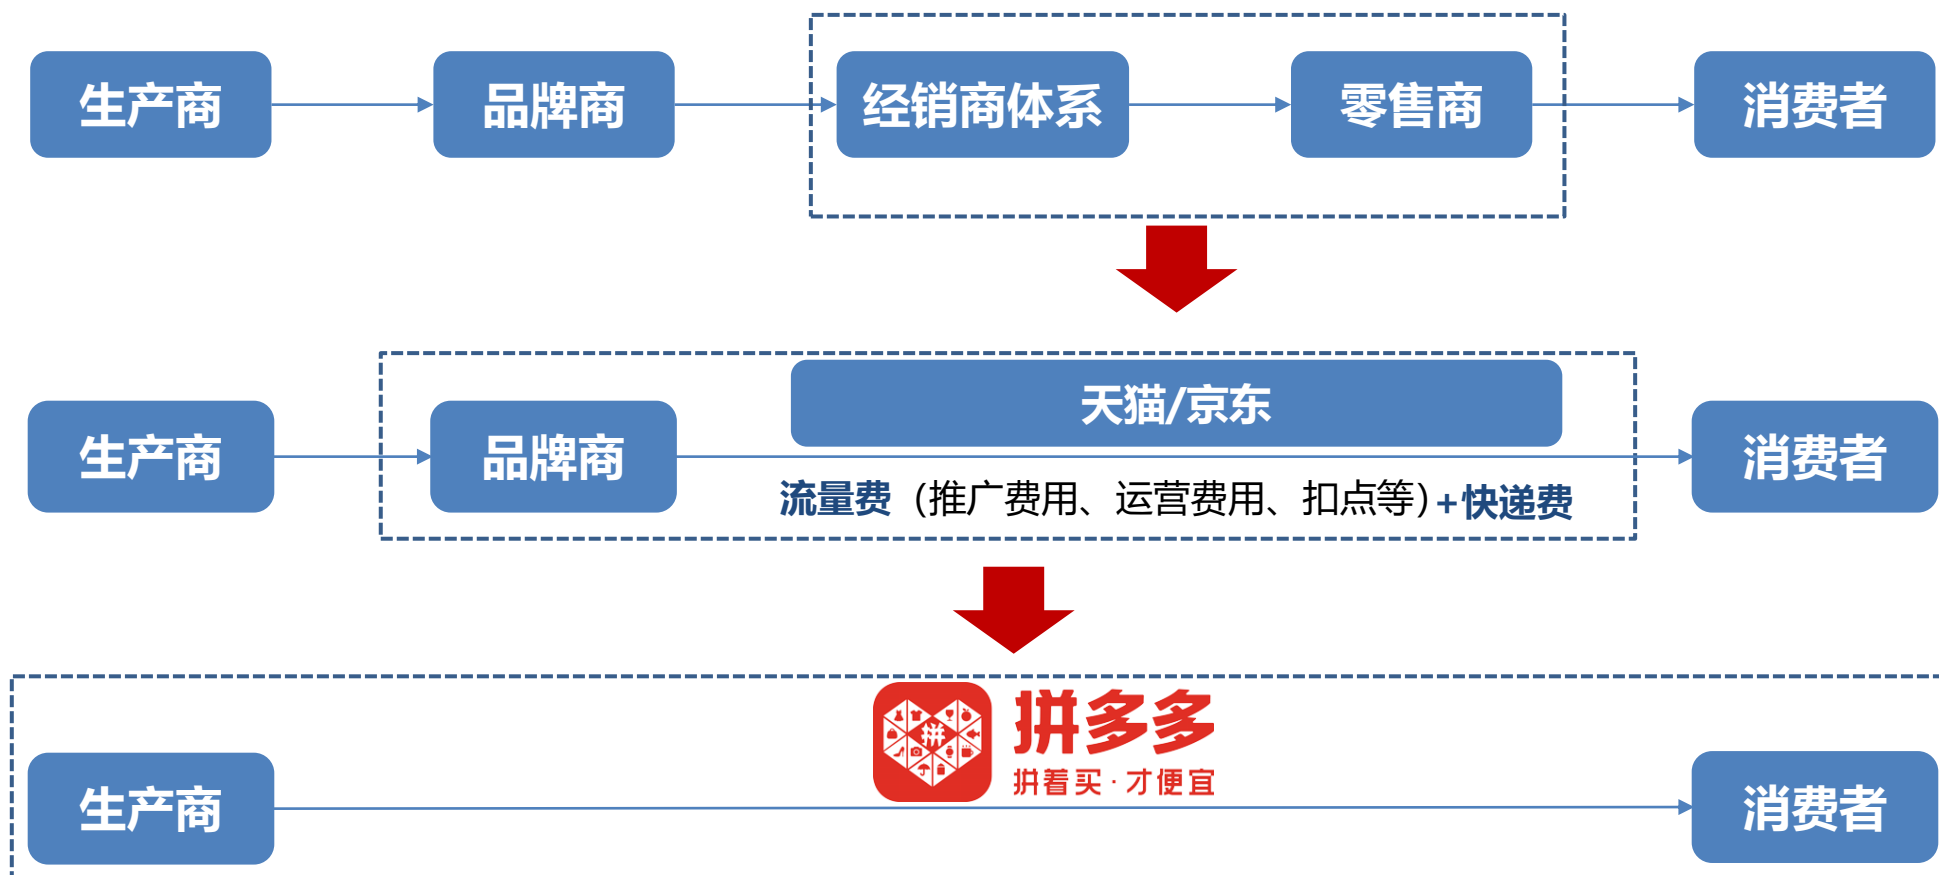 生产商
品牌商
经销商体系
零售商
消费者
天猫/京东
生产商
品牌商
消费者
流量费（推广费用、运营费用、扣点等）+快递费
拼
拼多多
拼着买·才便宜
生产商
消费者